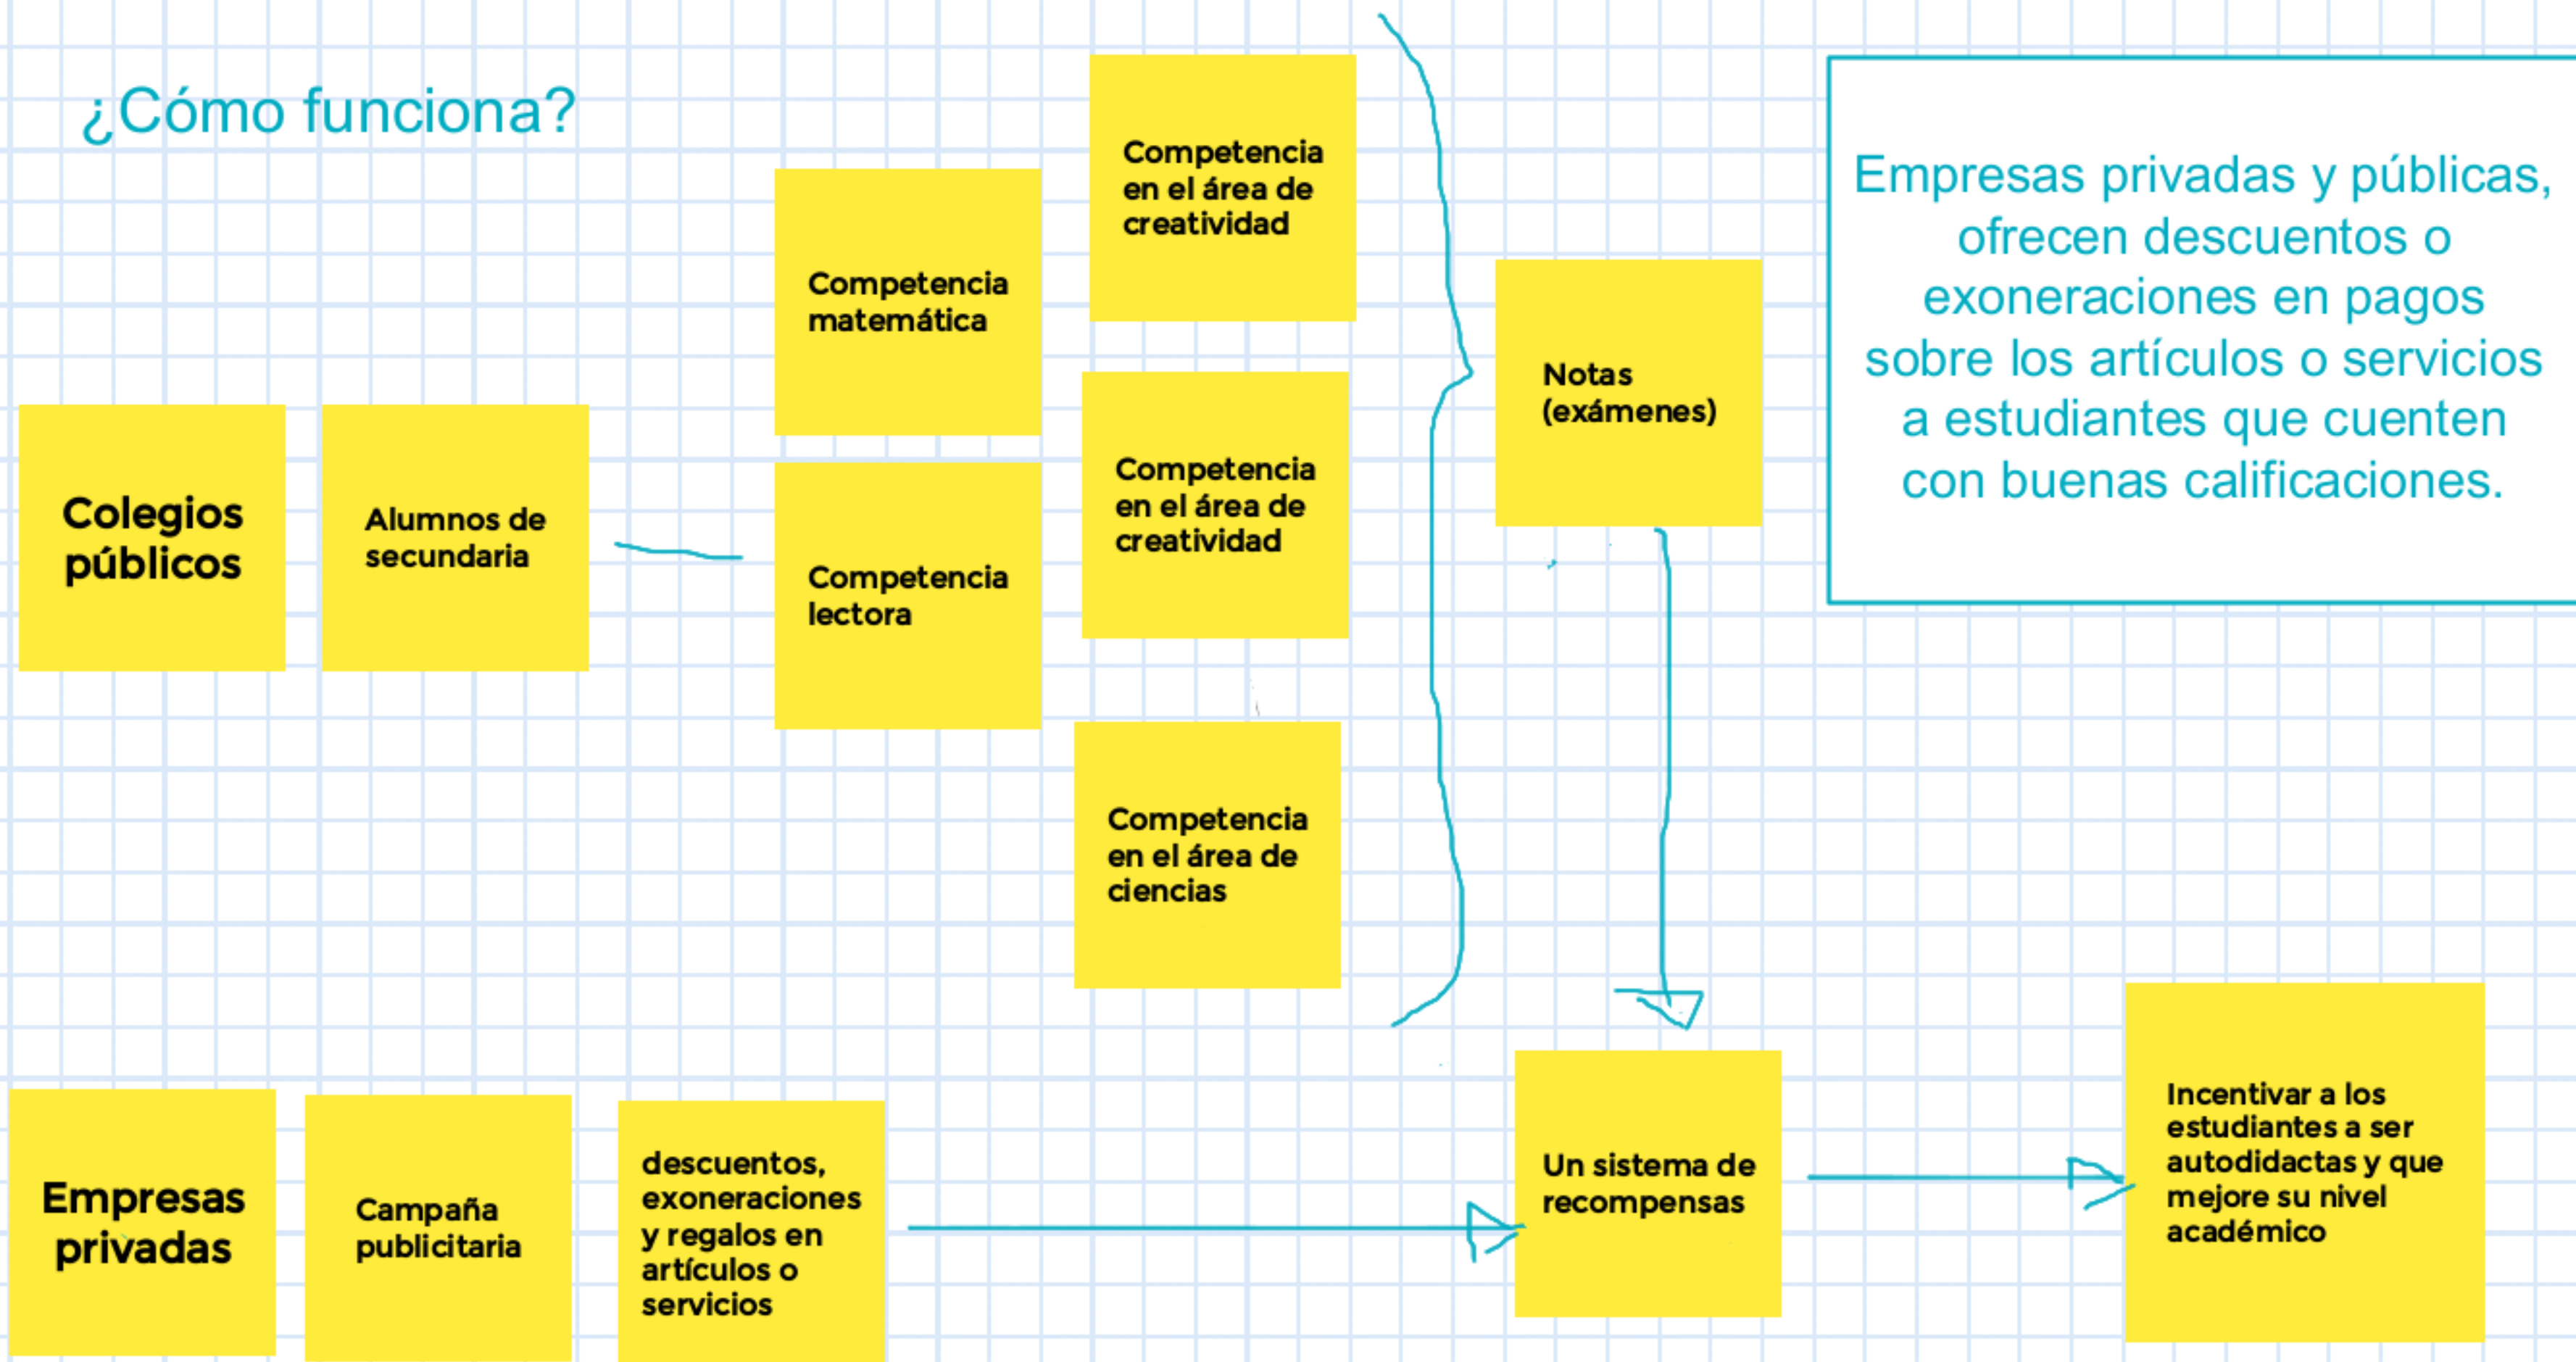 ¿Cómo funciona?
Colegios
públicos
Alumnos de
secundaria
Competencia
matemática
Competencia
lectora
Competencia
en el área de
creatividad
Competencia
en el área de
creatividad
Competencia
en el área de
ciencias
Notas
(exámenes)
Empresas privadas y públicas,
ofrecen descuentos o
exoneraciones en pagos
sobre los artículos o servicios
a estudiantes que cuenten
con buenas calificaciones.
Empresas
privadas
Campaña
publicitaria
descuentos,
exoneraciones
y regalos en
artículos o
servicios
Un sistema de
recompensas
Incentivar a los
estudiantes a ser
autodidactas y que
mejore su nivel
académico